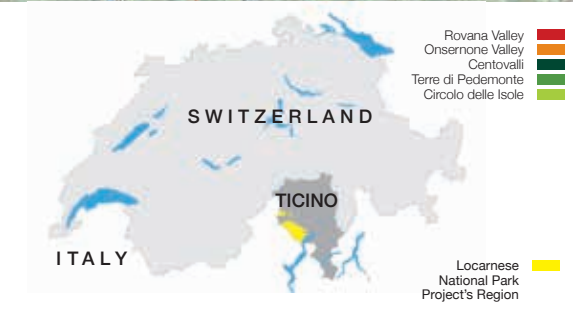 Rovana Valley
Onsernone Valley
Centovalli
Terre di Pedemonte
Circolo delle Isole
SWITZERLAND
TICINO
ITALY
Locarnese
National Park
Project's Region